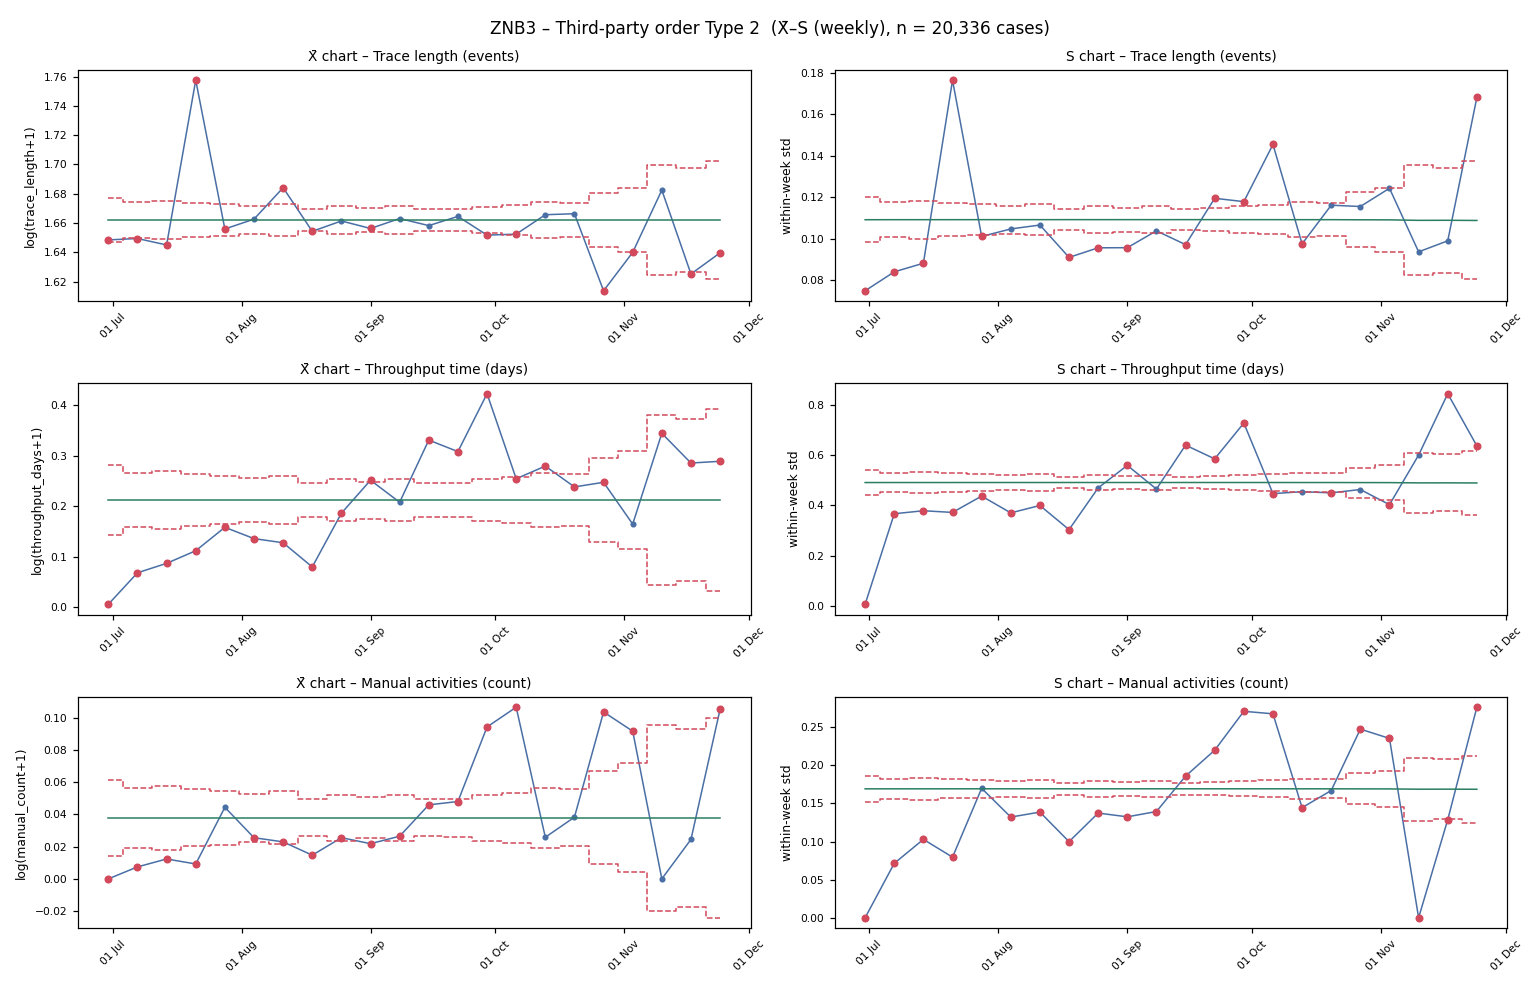 ZNB3 – Third-party order Type 2  (X̄–S (weekly), n = 20,336 cases)
X̄ chart – Trace length (events)
log(trace_length+1)
1.76
1.74
1.72
1.70
1.68
1.66
1.64
1.62
01 Jul
01 Aug
01 Sep
01 Oct
01 Nov
01 Dec
S chart – Trace length (events)
within-week std
0.18
0.16
0.14
0.12
0.10
0.08
01 Jul
01 Aug
01 Sep
01 Oct
01 Nov
01 Dec
X̄ chart – Throughput time (days)
log(throughput_days+1)
0.4
0.3
0.2
0.1
0.0
01 Jul
01 Aug
01 Sep
01 Oct
01 Nov
01 Dec
S chart – Throughput time (days)
within-week std
0.8
0.6
0.4
0.2
0.0
01 Jul
01 Aug
01 Sep
01 Oct
01 Nov
01 Dec
X̄ chart – Manual activities (count)
log(manual_count+1)
0.10
0.08
0.06
0.04
0.02
0.00
−0.02
01 Jul
01 Aug
01 Sep
01 Oct
01 Nov
01 Dec
S chart – Manual activities (count)
within-week std
0.25
0.20
0.15
0.10
0.05
0.00
01 Jul
01 Aug
01 Sep
01 Oct
01 Nov
01 Dec